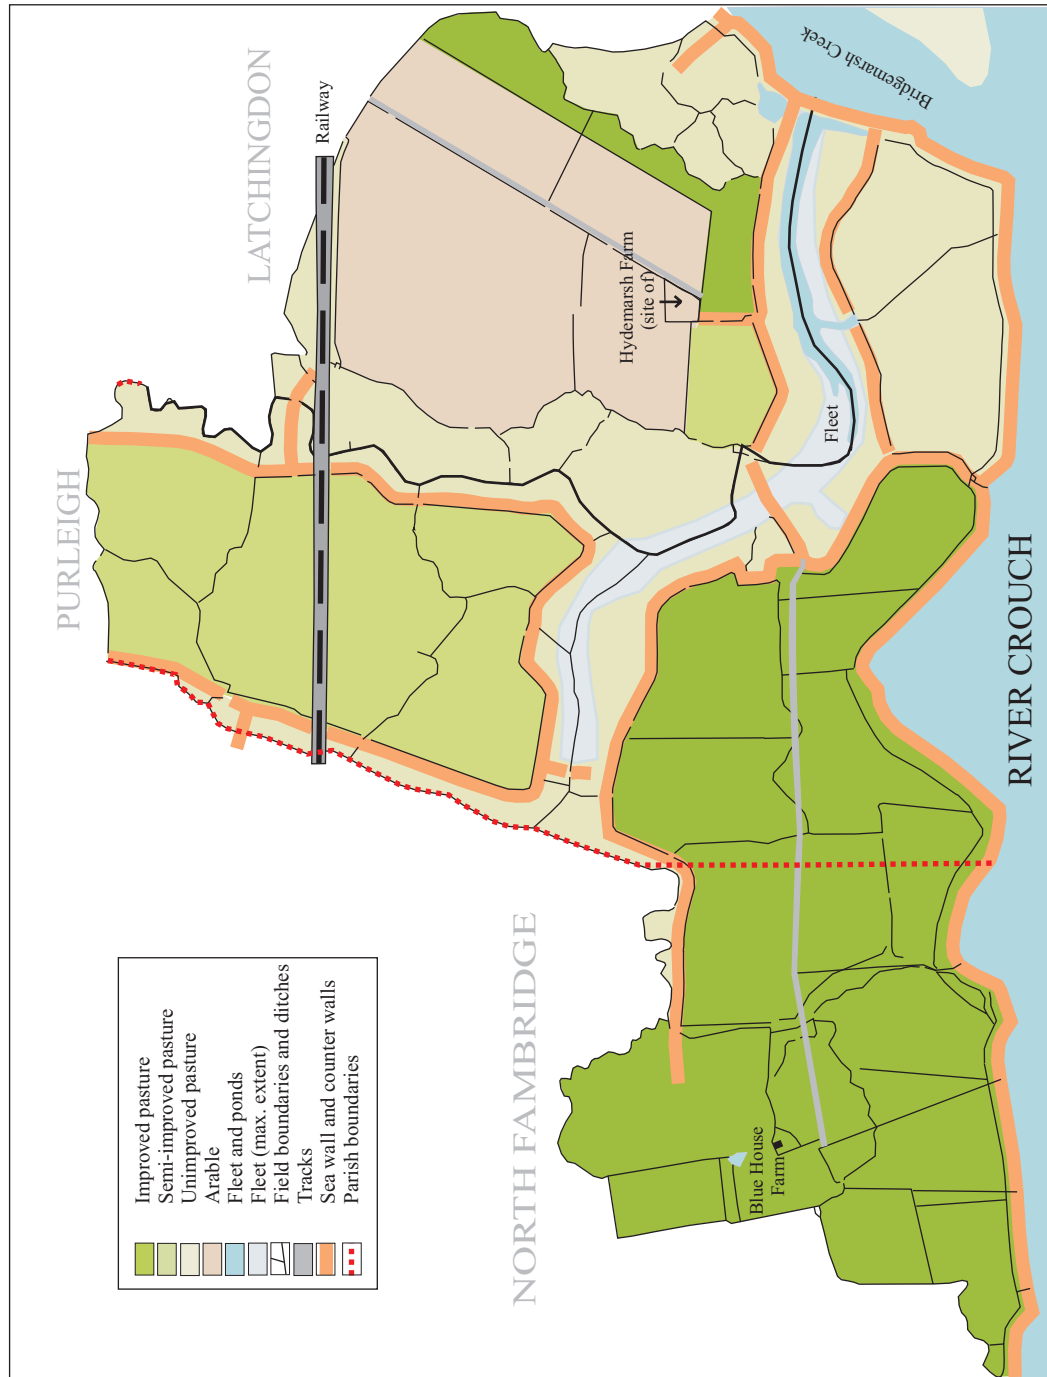 PURLEIGH
LATCHINGDON
NORTH FAMBRIDGE
Railway
Bridgemarsh Creek
Hydemarsh Farm
(site of)
Fleet
Blue House
Farm
RIVER CROUCH
Improved pasture
Semi-improved pasture
Unimproved pasture
Arable
Fleet and ponds
Fleet (max. extent)
Field boundaries and ditches
Tracks
Sea wall and counter walls
Parish boundaries